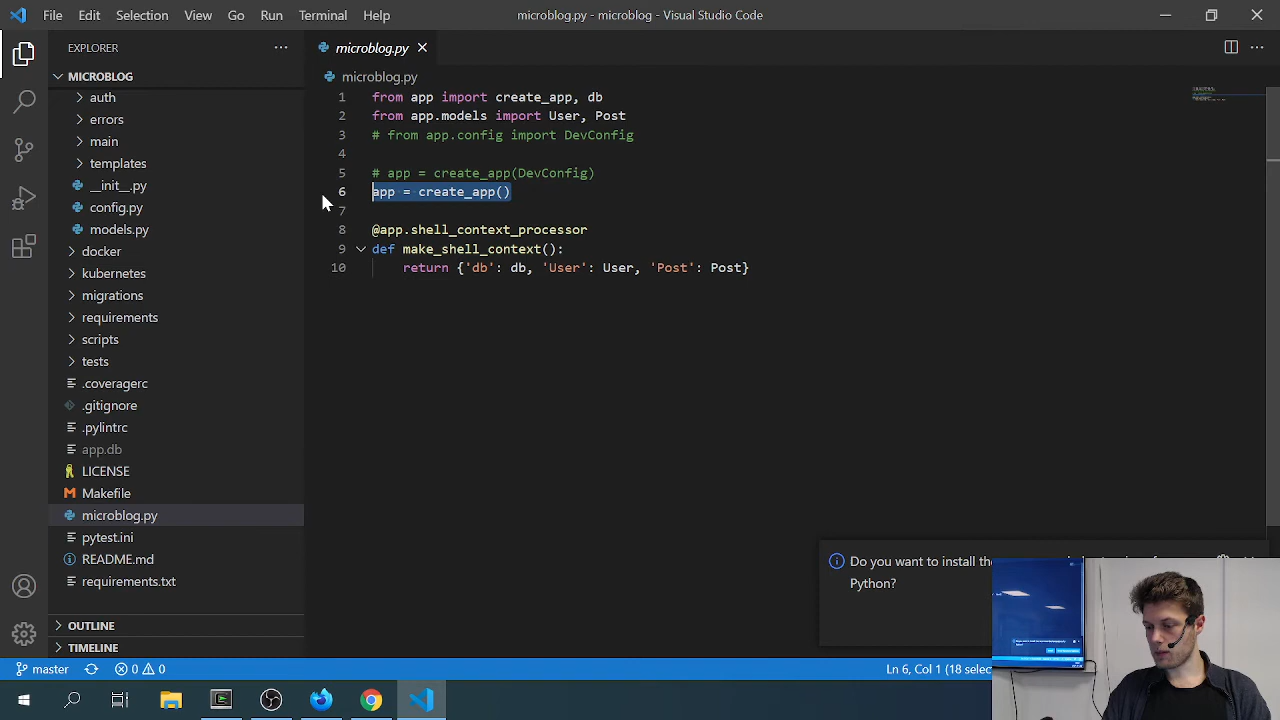 File Edit Selection View Go Run Terminal Help
microblog.py - microblog - Visual Studio Code
EXPLORER
MICROBLOG
auth
errors
main
templates
__init__.py
config.py
models.py
docker
kubernetes
migrations
requirements
scripts
tests
.coveragerc
.gitignore
.pylintrc
app.db
LICENSE
Makefile
microblog.py
pytest.ini
README.md
requirements.txt
OUTLINE
TIMELINE
microblog.py
microblog.py
1 from app import create_app, db
2 from app.models import User, Post
3 # from app.config import DevConfig
4
5 # app = create_app(DevConfig)
6 app = create_app()
7
8 @app.shell_context_processor
9 def make_shell_context():
10 return {'db': db, 'User': User, 'Post': Post}
Do you want to install the
Python?
master 0 0
Ln 6, Col 1 (18 selec